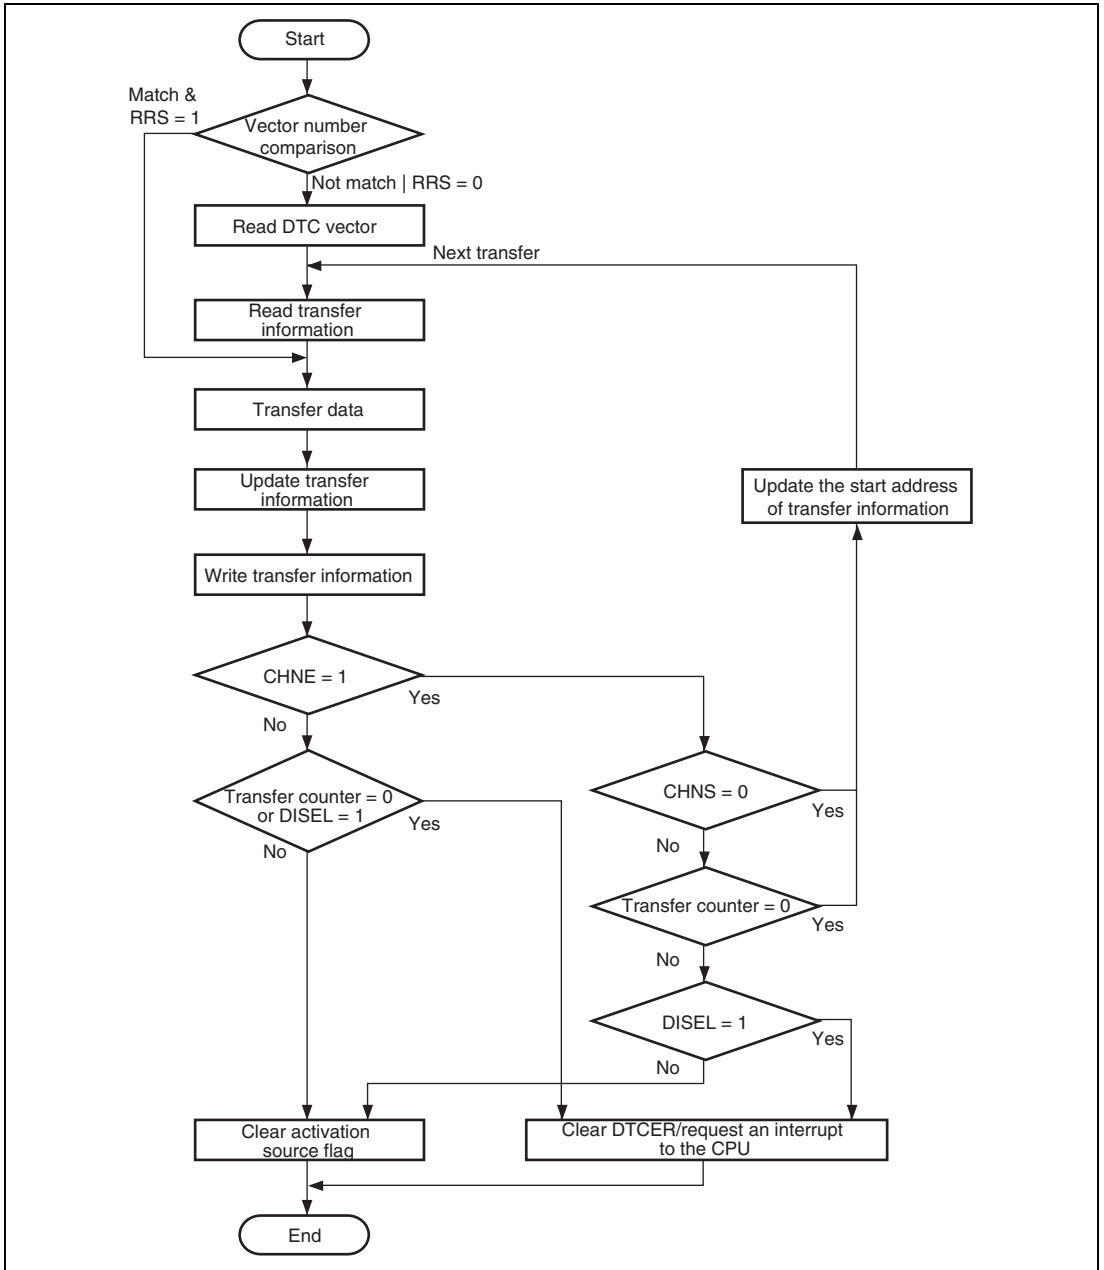 Start
Match &
RRS = 1
Vector number
comparison
Not match | RRS = 0
Read DTC vector
Next transfer
Read transfer
information
Transfer data
Update transfer
information
Update the start address
of transfer information
Write transfer information
CHNE = 1
Yes
No
Transfer counter = 0
or DISEL = 1
Yes
No
CHNS = 0
Yes
No
Transfer counter = 0
Yes
No
DISEL = 1
Yes
No
Clear activation
source flag
Clear DTCER/request an interrupt
to the CPU
End